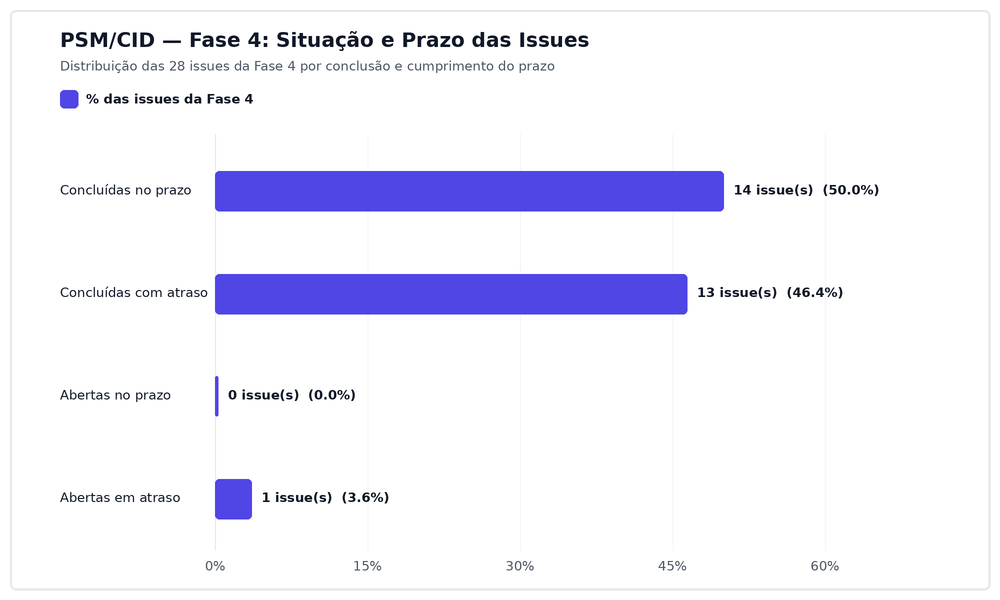 PSM/CID — Fase 4: Situação e Prazo das Issues
Distribuição das 28 issues da Fase 4 por conclusão e cumprimento do prazo
% das issues da Fase 4
Concluídas no prazo 14 issue(s) (50.0%)
Concluídas com atraso 13 issue(s) (46.4%)
Abertas no prazo 0 issue(s) (0.0%)
Abertas em atraso 1 issue(s) (3.6%)
0% 15% 30% 45% 60%